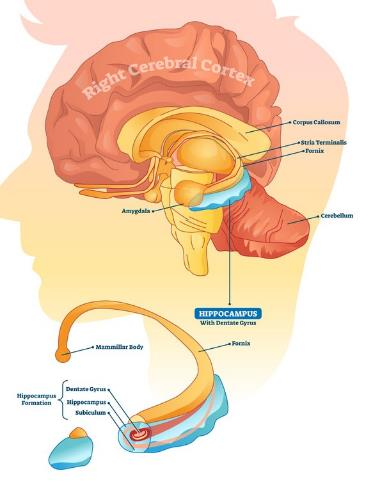 Right Cerebral Cortex
Corpus Callosum
Stria Terminalis
Fornix
Amygdala
Cerebellum
HIPPOCAMPUS
With Dentate Gyrus
Mammillar Body
Fornis
Hippocampus
Formation
Dentate Gyrus
Hippocampus
Subiculum